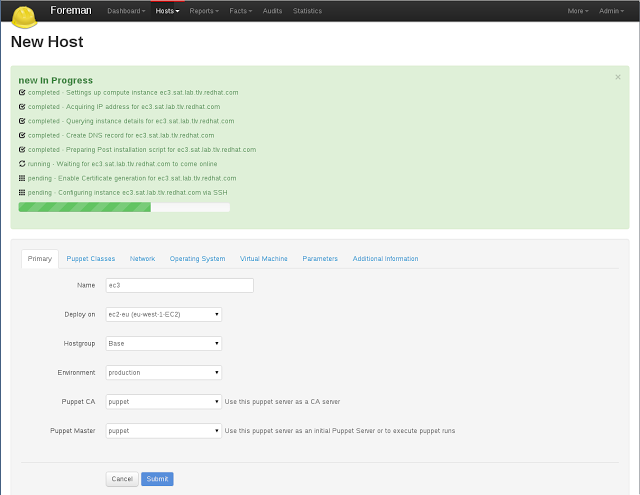 Foreman Dashboard Hosts Reports Facts Audits Statistics More Admin
New Host
new In Progress ×
completed - Settings up compute instance ec3.sat.lab.tlv.redhat.com
completed - Acquiring IP address for ec3.sat.lab.tlv.redhat.com
completed - Querying instance details for ec3.sat.lab.tlv.redhat.com
completed - Create DNS record for ec3.sat.lab.tlv.redhat.com
completed - Preparing Post installation script for ec3.sat.lab.tlv.redhat.com
running - Waiting for ec3.sat.lab.tlv.redhat.com to come online
pending - Enable Certificate generation for ec3.sat.lab.tlv.redhat.com
pending - Configuring instance ec3.sat.lab.tlv.redhat.com via SSH
Primary Puppet Classes Network Operating System Virtual Machine Parameters Additional Information
Name ec3
Deploy on ec2-eu (eu-west-1-EC2)
Hostgroup Base
Environment production
Puppet CA puppet Use this puppet server as a CA server
Puppet Master puppet Use this puppet server as an initial Puppet Server or to execute puppet runs
Cancel Submit